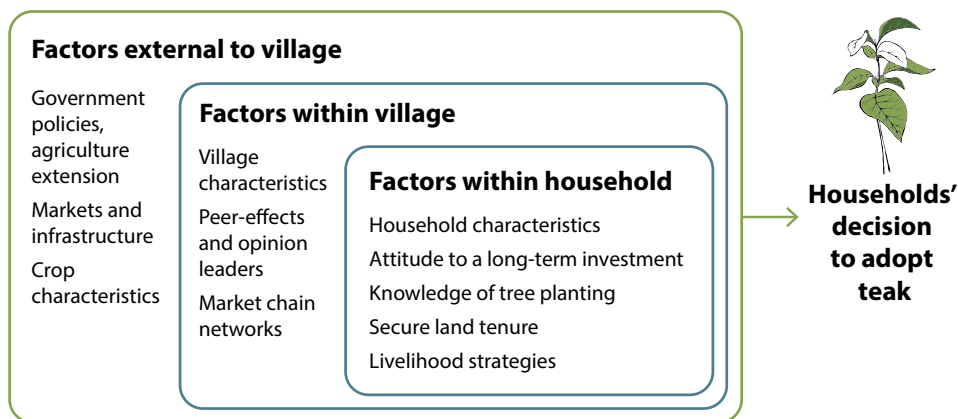 Factors external to village
Government
policies,
agriculture
extension
Markets and
infrastructure
Crop
characteristics
Factors within village
Village
characteristics
Peer-effects
and opinion
leaders
Market chain
networks
Factors within household
Household characteristics
Attitude to a long-term investment
Knowledge of tree planting
Secure land tenure
Livelihood strategies
Households’
decision
to adopt
teak